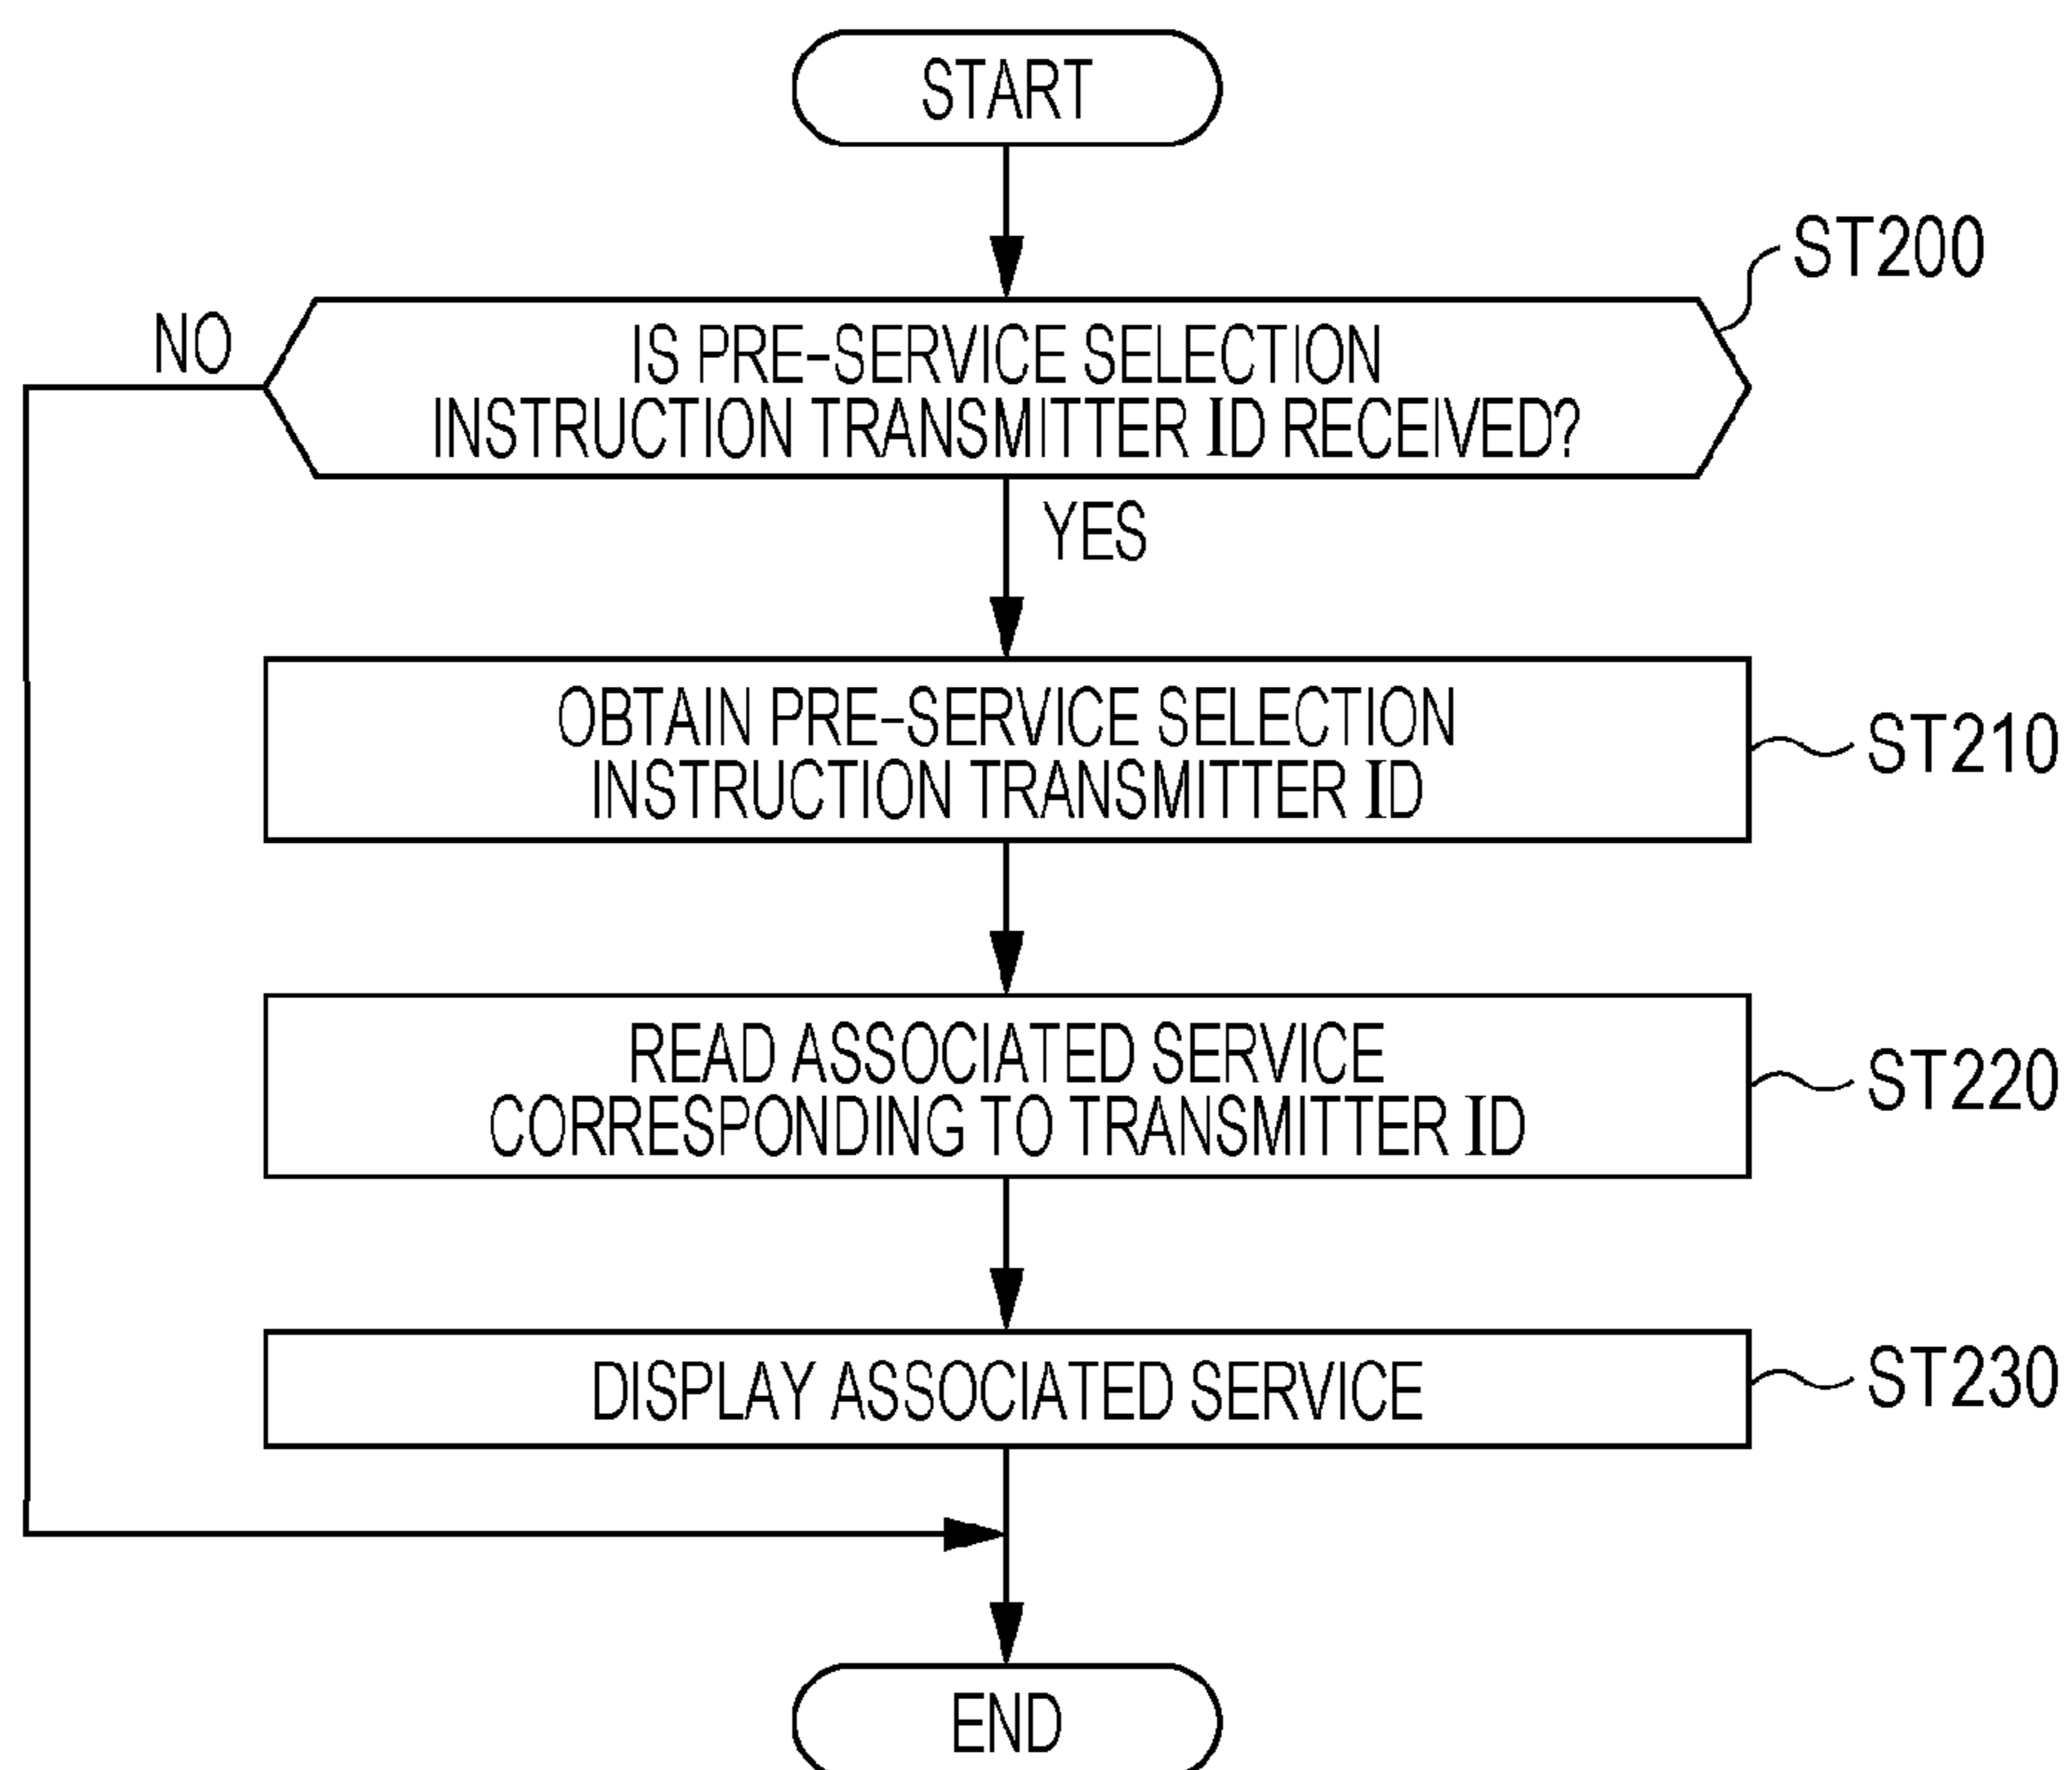 START
ST200
NO
IS PRE-SERVICE SELECTION
INSTRUCTION TRANSMITTER ID RECEIVED?
YES
OBTAIN PRE-SERVICE SELECTION
INSTRUCTION TRANSMITTER ID
ST210
READ ASSOCIATED SERVICE
CORRESPONDING TO TRANSMITTER ID
ST220
DISPLAY ASSOCIATED SERVICE
ST230
END